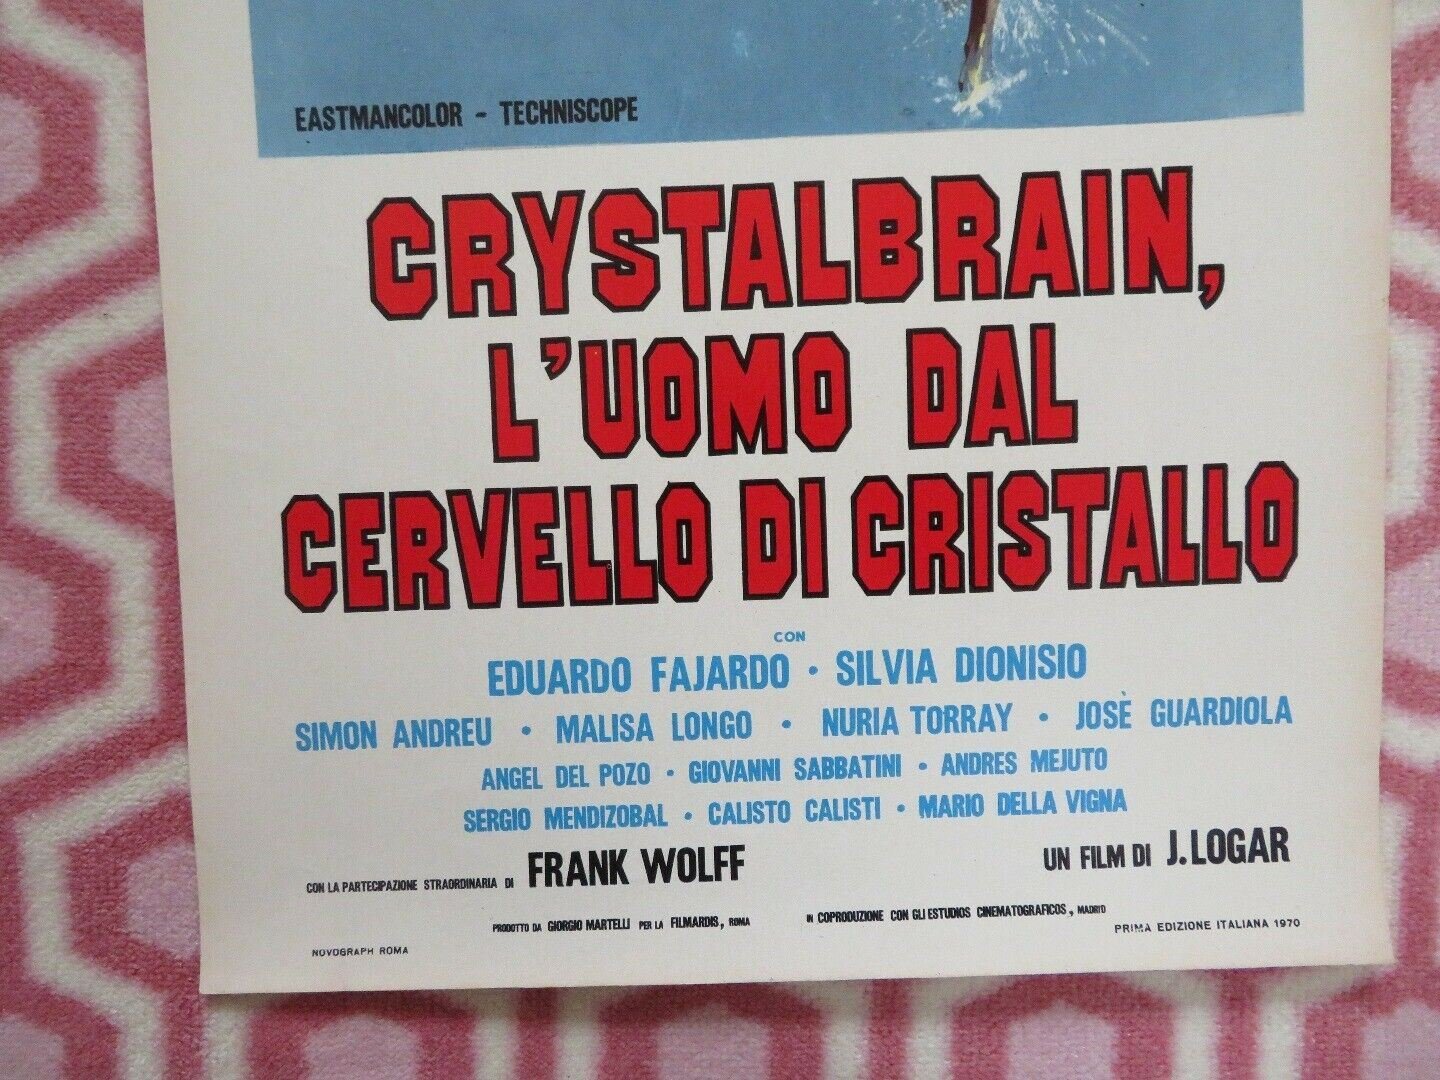 EASTMANCOLOR - TECHNISCOPE
CRYSTALBRAIN,
L'UOMO DAL
CERVELLO DI CRISTALLO
CON
EDUARDO FAJARDO • SILVIA DIONISIO
SIMON ANDREU • MALISA LONGO • NURIA TORRAY • JOSÈ GUARDIOLA
ANGEL DEL POZO • GIOVANNI SABBATINI • ANDRES MEJUTO
SERGIO MENDIZOBAL • CALISTO CALISTI • MARIO DELLA VIGNA
CON LA PARTECIPAZIONE STRAORDINARIA DI FRANK WOLFF
UN FILM DI J.LOGAR
PRODOTTO DA GIORGIO MARTELLI PER LA FILMARDIS, ROMA
IN COPRODUZIONE CON GLI ESTUDIOS CINEMATOGRAFICOS, MADRID
NOVOGRAPH ROMA
PRIMA EDIZIONE ITALIANA 1970